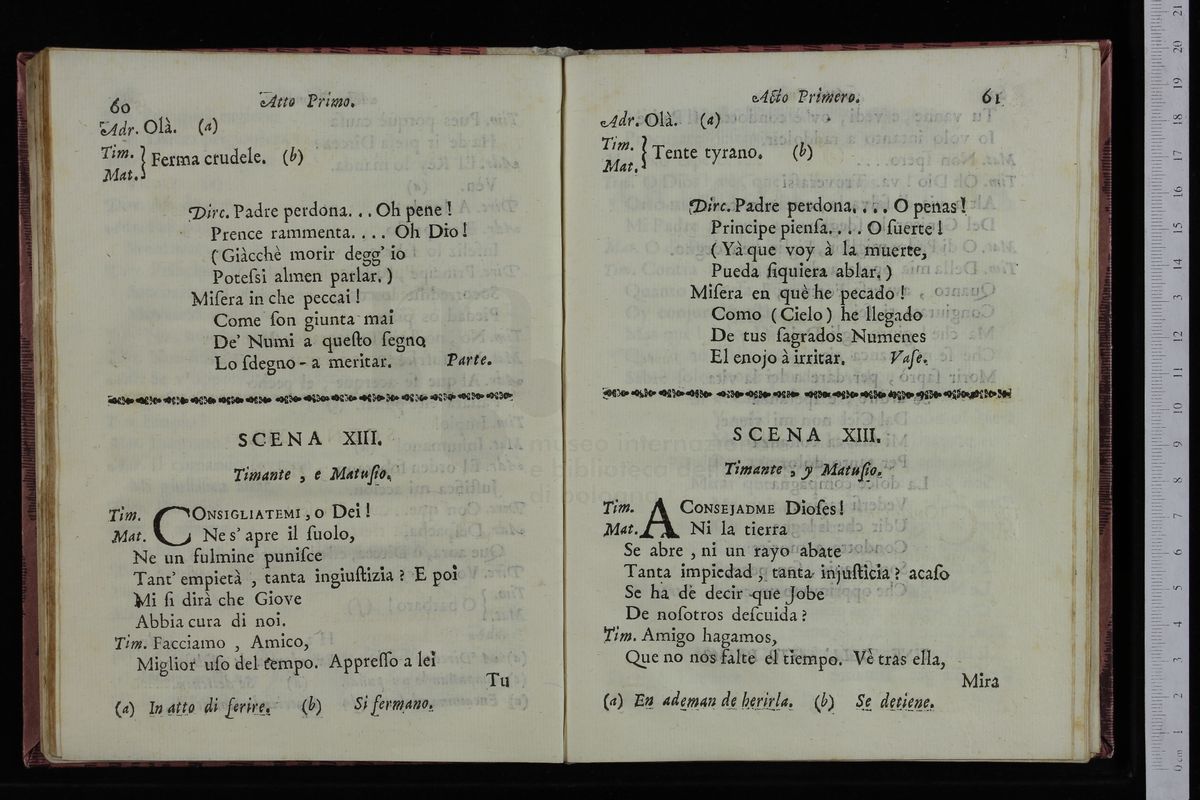 60
Atto Primo.
Adr. Olà. (a)
Tim. } Ferma crudele. (b)
Mat.
Dirc. Padre perdona... Oh pene!
Prence rammenta.... Oh Dio!
(Giàcchè morir degg' io
Potessi almen parlar.)
Miſera in che peccai!
Come ſon giunta mai
De' Numi a queſto ſegno
Lo ſdegno - a meritar. Parte.
SCENA XIII.
Timante, e Matuſio.
Tim. CONSIGLIATEMI, o Dei!
Mat. Ne s' apre il ſuolo,
Ne un fulmine puniſce
Tant' empietà, tanta ingiuſtizia? E poi
Mi ſi dirà che Giove
Abbia cura di noi.
Tim. Facciamo, Amico,
Miglior uſo del tempo. Appreſſo a lei
Tu
(a) In atto di ferire. (b) Si fermano.
Acto Primero.
61
Adr. Olà. (a)
Tim. } Tente tyrano. (b)
Mat.
Dirc. Padre perdona.... O penas!
Principe pienſa.... O ſuerte!
(Yà que voy à la muerte,
Pueda ſiquiera ablar.)
Miſera en què he pecado!
Como (Cielo) he llegado
De tus ſagrados Numenes
El enojo à irritar. Vaſe.
SCENA XIII.
Timante, y Matuſio.
Tim. ACONSEJADME Dioſes!
Mat. Ni la tierra
Se abre, ni un rayo abate
Tanta impiedad, tanta injuſticia? acaſo
Se ha de decir que Jobe
De noſotros deſcuida?
Tim. Amigo hagamos,
Que no nos falte el tiempo. Vè tras ella,
Mira
(a) En ademan de herirla. (b) Se detiene.